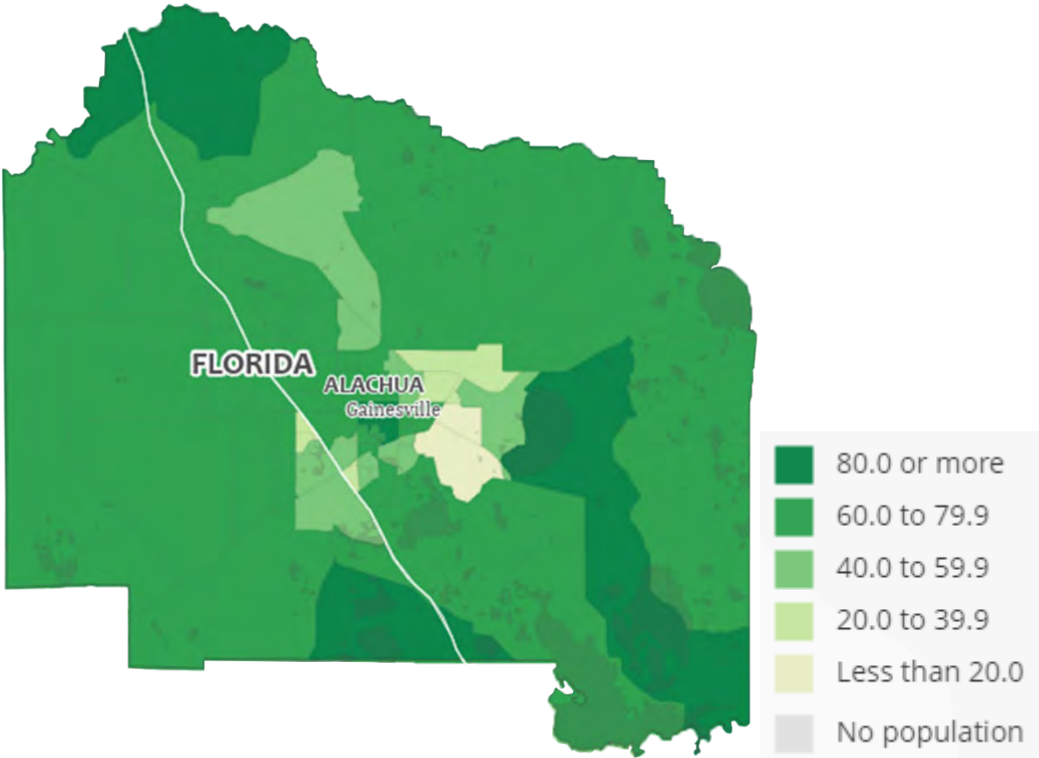 FLORIDA
ALACHUA
Gainesville
80.0 or more
60.0 to 79.9
40.0 to 59.9
20.0 to 39.9
Less than 20.0
No population